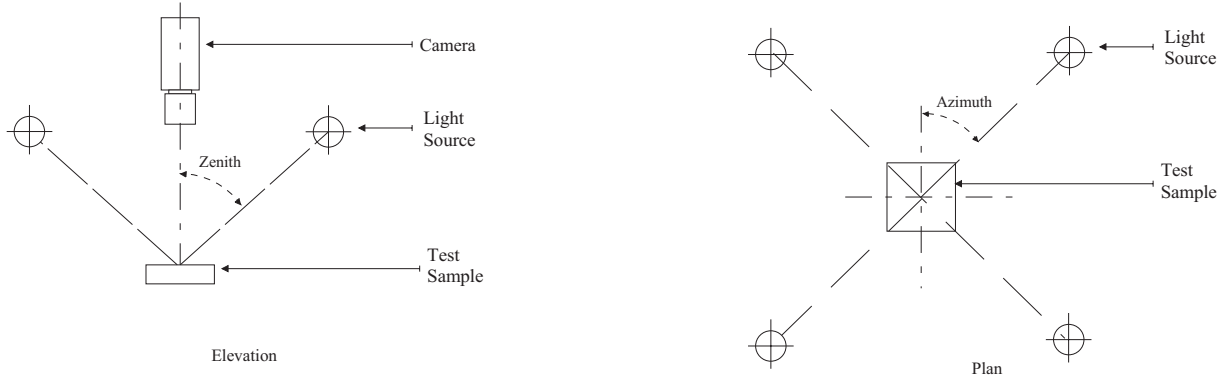 Camera
Light
Source
Zenith
Test
Sample
Elevation
Light
Source
Azimuth
Test
Sample
Plan